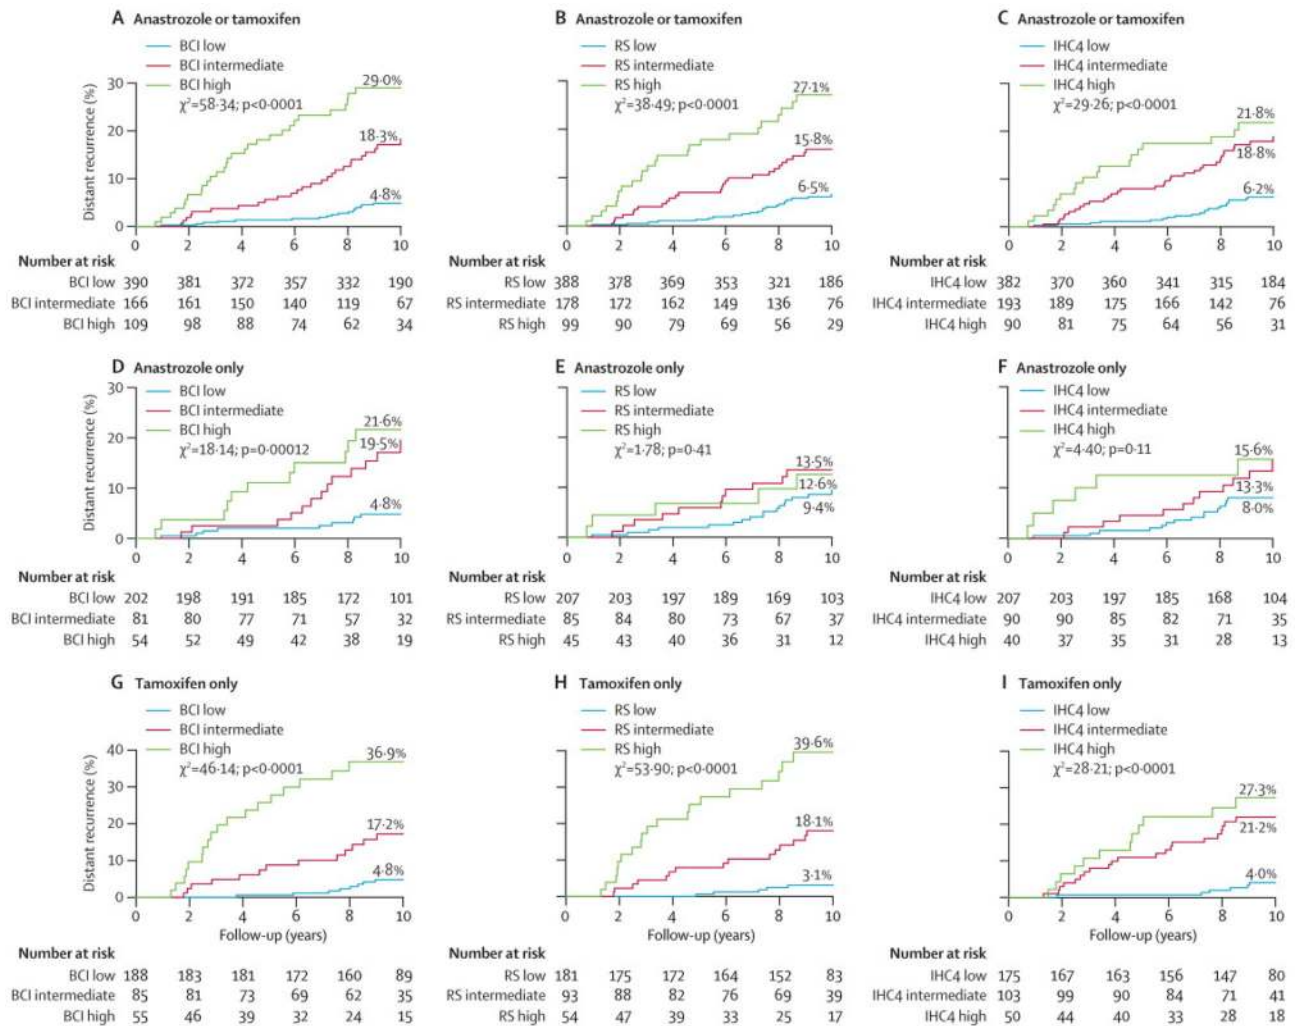 A Anastrozole or tamoxifen
BCI low
BCI intermediate
BCI high
χ²=58·34; p<0·0001
Distant recurrence (%)
30
20
10
0
29·0%
18·3%
4·8%
0 2 4 6 8 10
Number at risk
BCI low 390 381 372 357 332 190
BCI intermediate 166 161 150 140 119 67
BCI high 109 98 88 74 62 34
B Anastrozole or tamoxifen
RS low
RS intermediate
RS high
χ²=38·49; p<0·0001
27·1%
15·8%
6·5%
0 2 4 6 8 10
Number at risk
RS low 388 378 369 353 321 186
RS intermediate 178 172 162 149 136 76
RS high 99 90 79 69 56 29
C Anastrozole or tamoxifen
IHC4 low
IHC4 intermediate
IHC4 high
χ²=29·26; p<0·0001
21·8%
18·8%
6·2%
0 2 4 6 8 10
Number at risk
IHC4 low 382 370 360 341 315 184
IHC4 intermediate 193 189 175 166 142 76
IHC4 high 90 81 75 64 56 31
D Anastrozole only
BCI low
BCI intermediate
BCI high
χ²=18·14; p=0·00012
Distant recurrence (%)
30
20
10
0
21·6%
19·5%
4·8%
0 2 4 6 8 10
Number at risk
BCI low 202 198 191 185 172 101
BCI intermediate 81 80 77 71 57 32
BCI high 54 52 49 42 38 19
E Anastrozole only
RS low
RS intermediate
RS high
χ²=1·78; p=0·41
13·5%
12·6%
9·4%
0 2 4 6 8 10
Number at risk
RS low 207 203 197 189 169 103
RS intermediate 85 84 80 73 67 37
RS high 45 43 40 36 31 12
F Anastrozole only
IHC4 low
IHC4 intermediate
IHC4 high
χ²=4·40; p=0·11
15·6%
13·3%
8·0%
0 2 4 6 8 10
Number at risk
IHC4 low 207 203 197 185 168 104
IHC4 intermediate 90 90 85 82 71 35
IHC4 high 40 37 35 31 28 13
G Tamoxifen only
BCI low
BCI intermediate
BCI high
χ²=46·14; p<0·0001
Distant recurrence (%)
40
30
20
10
0
36·9%
17·2%
4·8%
0 2 4 6 8 10
Follow-up (years)
Number at risk
BCI low 188 183 181 172 160 89
BCI intermediate 85 81 73 69 62 35
BCI high 55 46 39 32 24 15
H Tamoxifen only
RS low
RS intermediate
RS high
χ²=53·90; p<0·0001
39·6%
18·1%
3·1%
0 2 4 6 8 10
Follow-up (years)
Number at risk
RS low 181 175 172 164 152 83
RS intermediate 93 88 82 76 69 39
RS high 54 47 39 33 25 17
I Tamoxifen only
IHC4 low
IHC4 intermediate
IHC4 high
χ²=28·21; p<0·0001
27·3%
21·2%
4·0%
0 2 4 6 8 10
Follow-up (years)
Number at risk
IHC4 low 175 167 163 156 147 80
IHC4 intermediate 103 99 90 84 71 41
IHC4 high 50 44 40 33 28 18